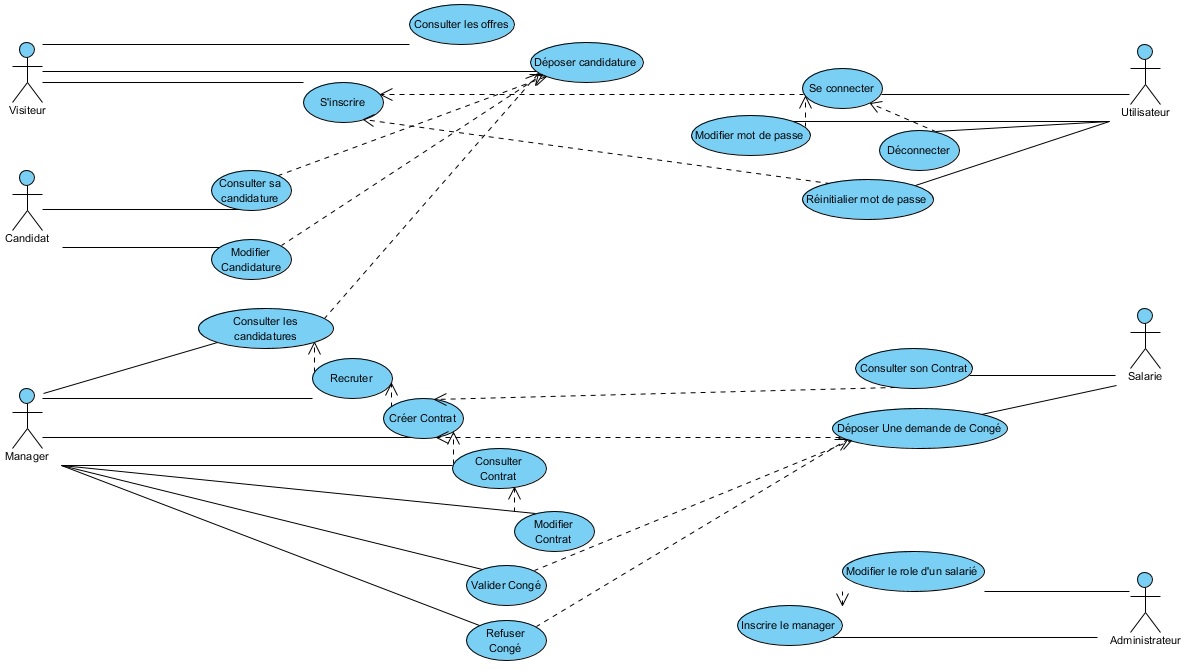 Consulter les offres
Déposer candidature
Visiteur
S'inscrire
Se connecter
Utilisateur
Modifier mot de passe
Déconnecter
Consulter sa
candidature
Réinitialier mot de passe
Candidat
Modifier
Candidature
Consulter les
candidatures
Recruter
Consulter son Contrat
Salarie
Créer Contrat
Déposer Une demande de Congé
Manager
Consulter
Contrat
Modifier
Contrat
Valider Congé
Modifier le role d'un salarié
Refuser
Congé
Inscrire le manager
Administrateur